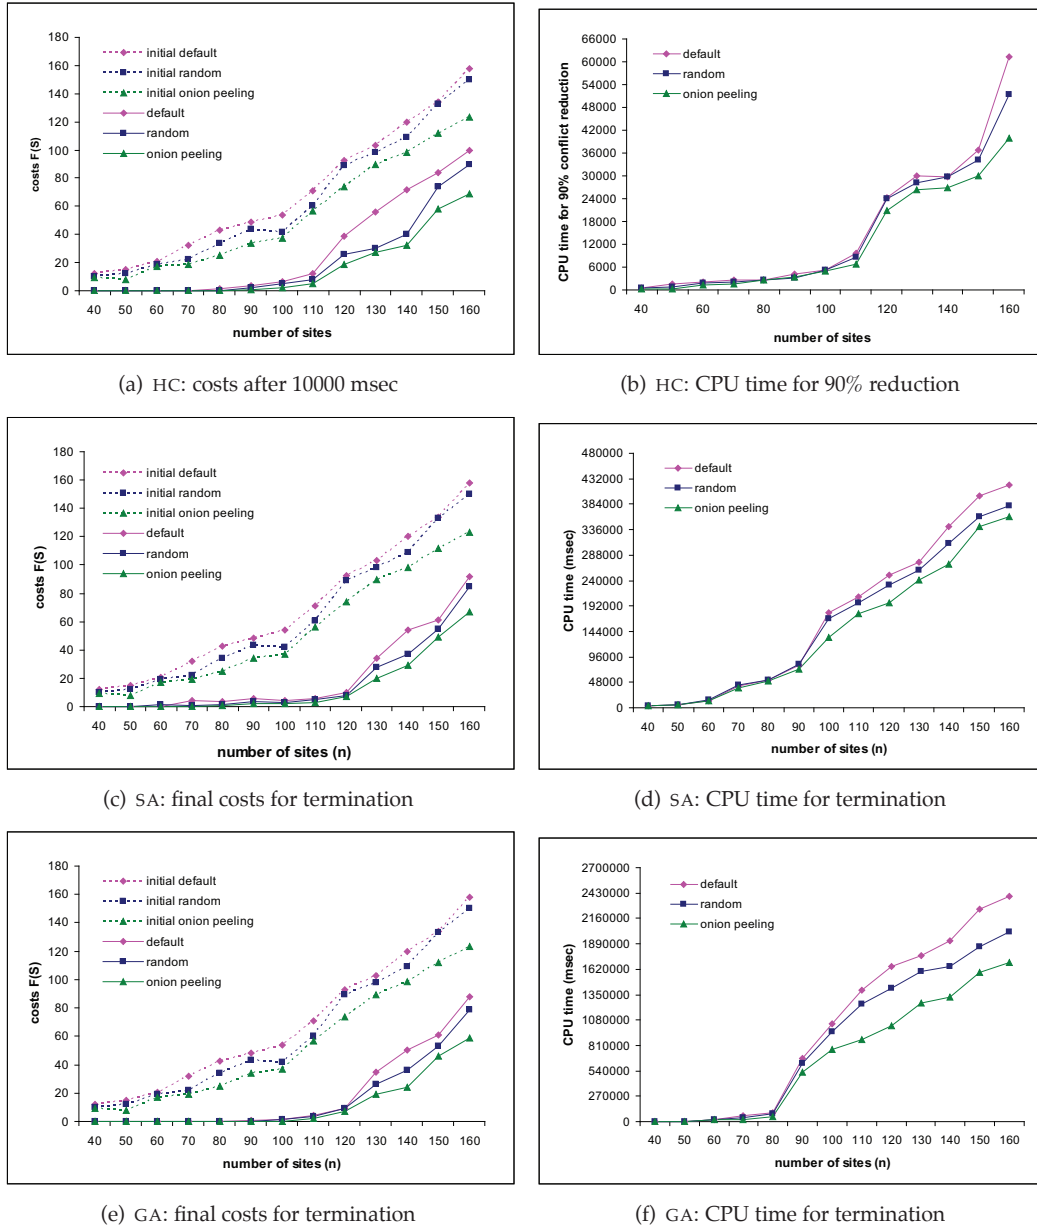 180
160
140
120
100
80
60
40
20
0
costs F(S)
initial default
initial random
initial onion peeling
default
random
onion peeling
40 50 60 70 80 90 100 110 120 130 140 150 160
number of sites
(a) HC: costs after 10000 msec
66000
60000
54000
48000
42000
36000
30000
24000
18000
12000
6000
0
CPU time for 90% conflict reduction
default
random
onion peeling
40 50 60 70 80 90 100 110 120 130 140 150 160
number of sites
(b) HC: CPU time for 90% reduction
180
160
140
120
100
80
60
40
20
0
costs F(S)
initial default
initial random
initial onion peeling
default
random
onion peeling
40 50 60 70 80 90 100 110 120 130 140 150 160
number of sites (n)
(c) SA: final costs for termination
480000
432000
384000
336000
288000
240000
192000
144000
96000
48000
0
CPU time (msec)
default
random
onion peeling
40 50 60 70 80 90 100 110 120 130 140 150 160
number of sites (n)
(d) SA: CPU time for termination
180
160
140
120
100
80
60
40
20
0
costs F(S)
initial default
initial random
initial onion peeling
default
random
onion peeling
40 50 60 70 80 90 100 110 120 130 140 150 160
number of sites (n)
(e) GA: final costs for termination
2700000
2430000
2160000
1890000
1620000
1350000
1080000
810000
540000
270000
0
CPU time (msec)
default
random
onion peeling
40 50 60 70 80 90 100 110 120 130 140 150 160
number of sites (n)
(f) GA: CPU time for termination